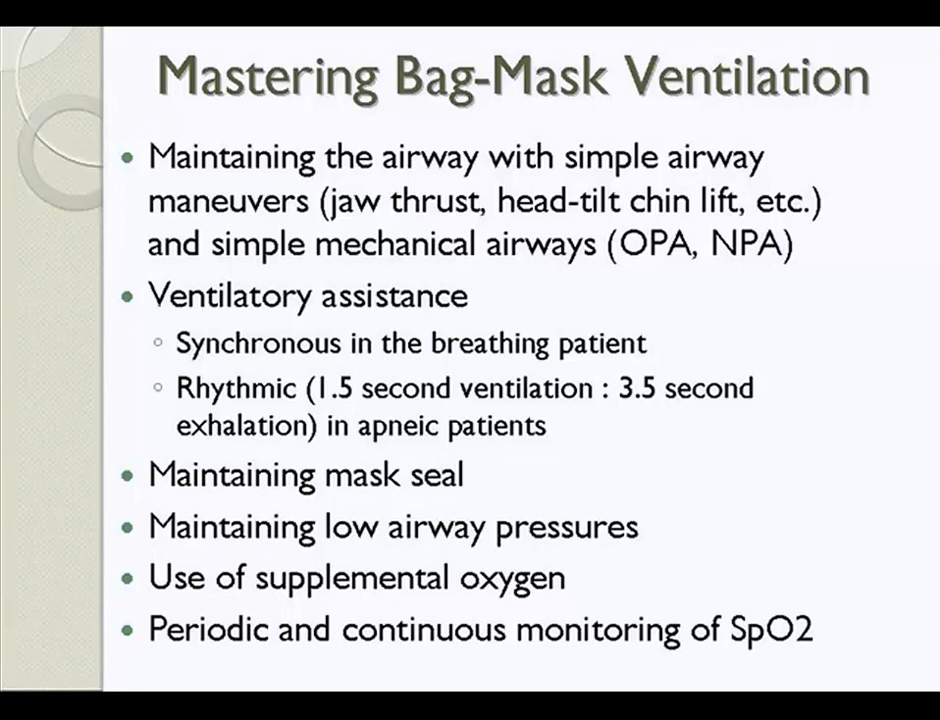 Mastering Bag-Mask Ventilation
• Maintaining the airway with simple airway
maneuvers (jaw thrust, head-tilt chin lift, etc.)
and simple mechanical airways (OPA, NPA)
• Ventilatory assistance
◦ Synchronous in the breathing patient
◦ Rhythmic (1.5 second ventilation : 3.5 second
exhalation) in apneic patients
• Maintaining mask seal
• Maintaining low airway pressures
• Use of supplemental oxygen
• Periodic and continuous monitoring of SpO2